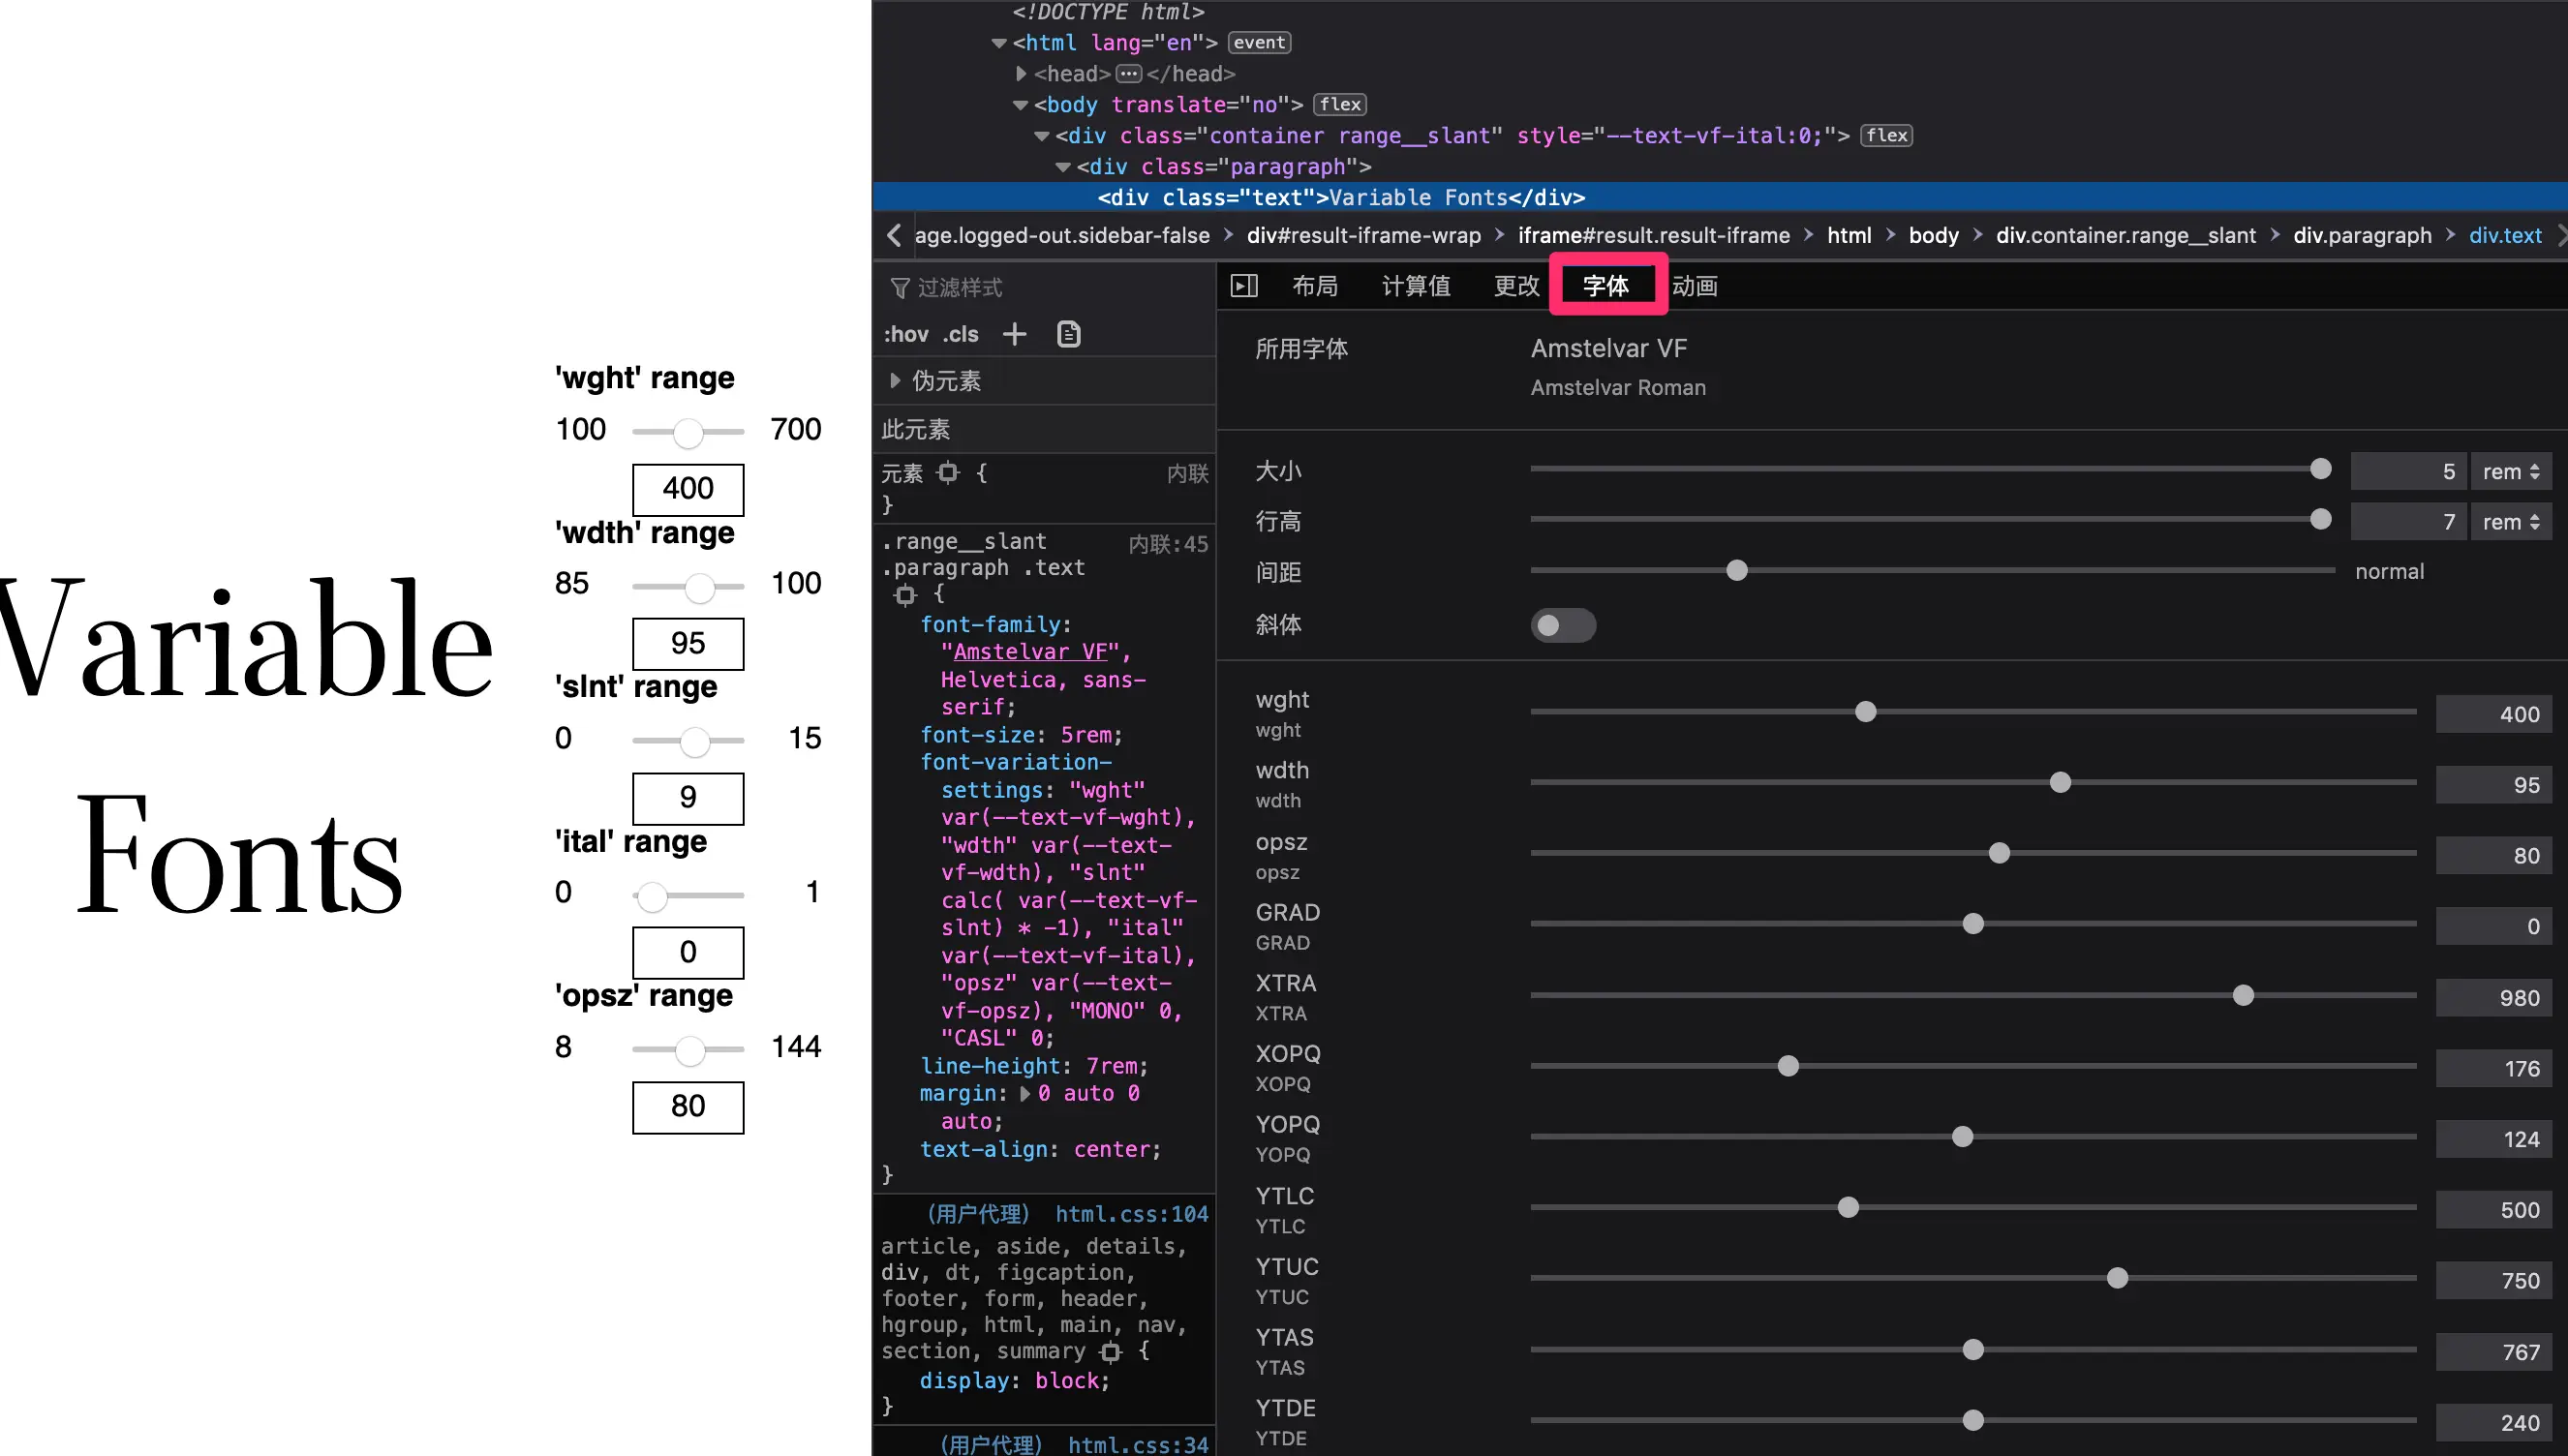 Variable
Fonts
'wght' range
100
700
400
'wdth' range
85
100
95
'slnt' range
0
15
9
'ital' range
0
1
0
'opsz' range
8
144
80
<!DOCTYPE html>
<html lang="en"> event
<head> ⋯ </head>
<body translate="no"> flex
<div class="container range__slant" style="--text-vf-ital:0;"> flex
<div class="paragraph">
<div class="text">Variable Fonts</div>
age.logged-out.sidebar-false > div#result-iframe-wrap > iframe#result.result-iframe > html > body > div.container.range__slant > div.paragraph > div.text
过滤样式
:hov .cls +
伪元素
此元素
元素 { 内联
}
.range__slant 内联:45
.paragraph .text
{
font-family:
"Amstelvar VF",
Helvetica, sans-
serif;
font-size: 5rem;
font-variation-
settings: "wght"
var(--text-vf-wght),
"wdth" var(--text-
vf-wdth), "slnt"
calc( var(--text-vf-
slnt) * -1), "ital"
var(--text-vf-ital),
"opsz" var(--text-
vf-opsz), "MONO" 0,
"CASL" 0;
line-height: 7rem;
margin: 0 auto 0
auto;
text-align: center;
}
(用户代理) html.css:104
article, aside, details,
div, dt, figcaption,
footer, form, header,
hgroup, html, main, nav,
section, summary {
display: block;
}
(用户代理) html.css:34
布局 计算值 更改 字体 动画
所用字体 Amstelvar VF
Amstelvar Roman
大小 5 rem
行高 7 rem
间距 normal
斜体
wght 400
wght
wdth 95
wdth
opsz 80
opsz
GRAD 0
GRAD
XTRA 980
XTRA
XOPQ 176
XOPQ
YOPQ 124
YOPQ
YTLC 500
YTLC
YTUC 750
YTUC
YTAS 767
YTAS
YTDE 240
YTDE